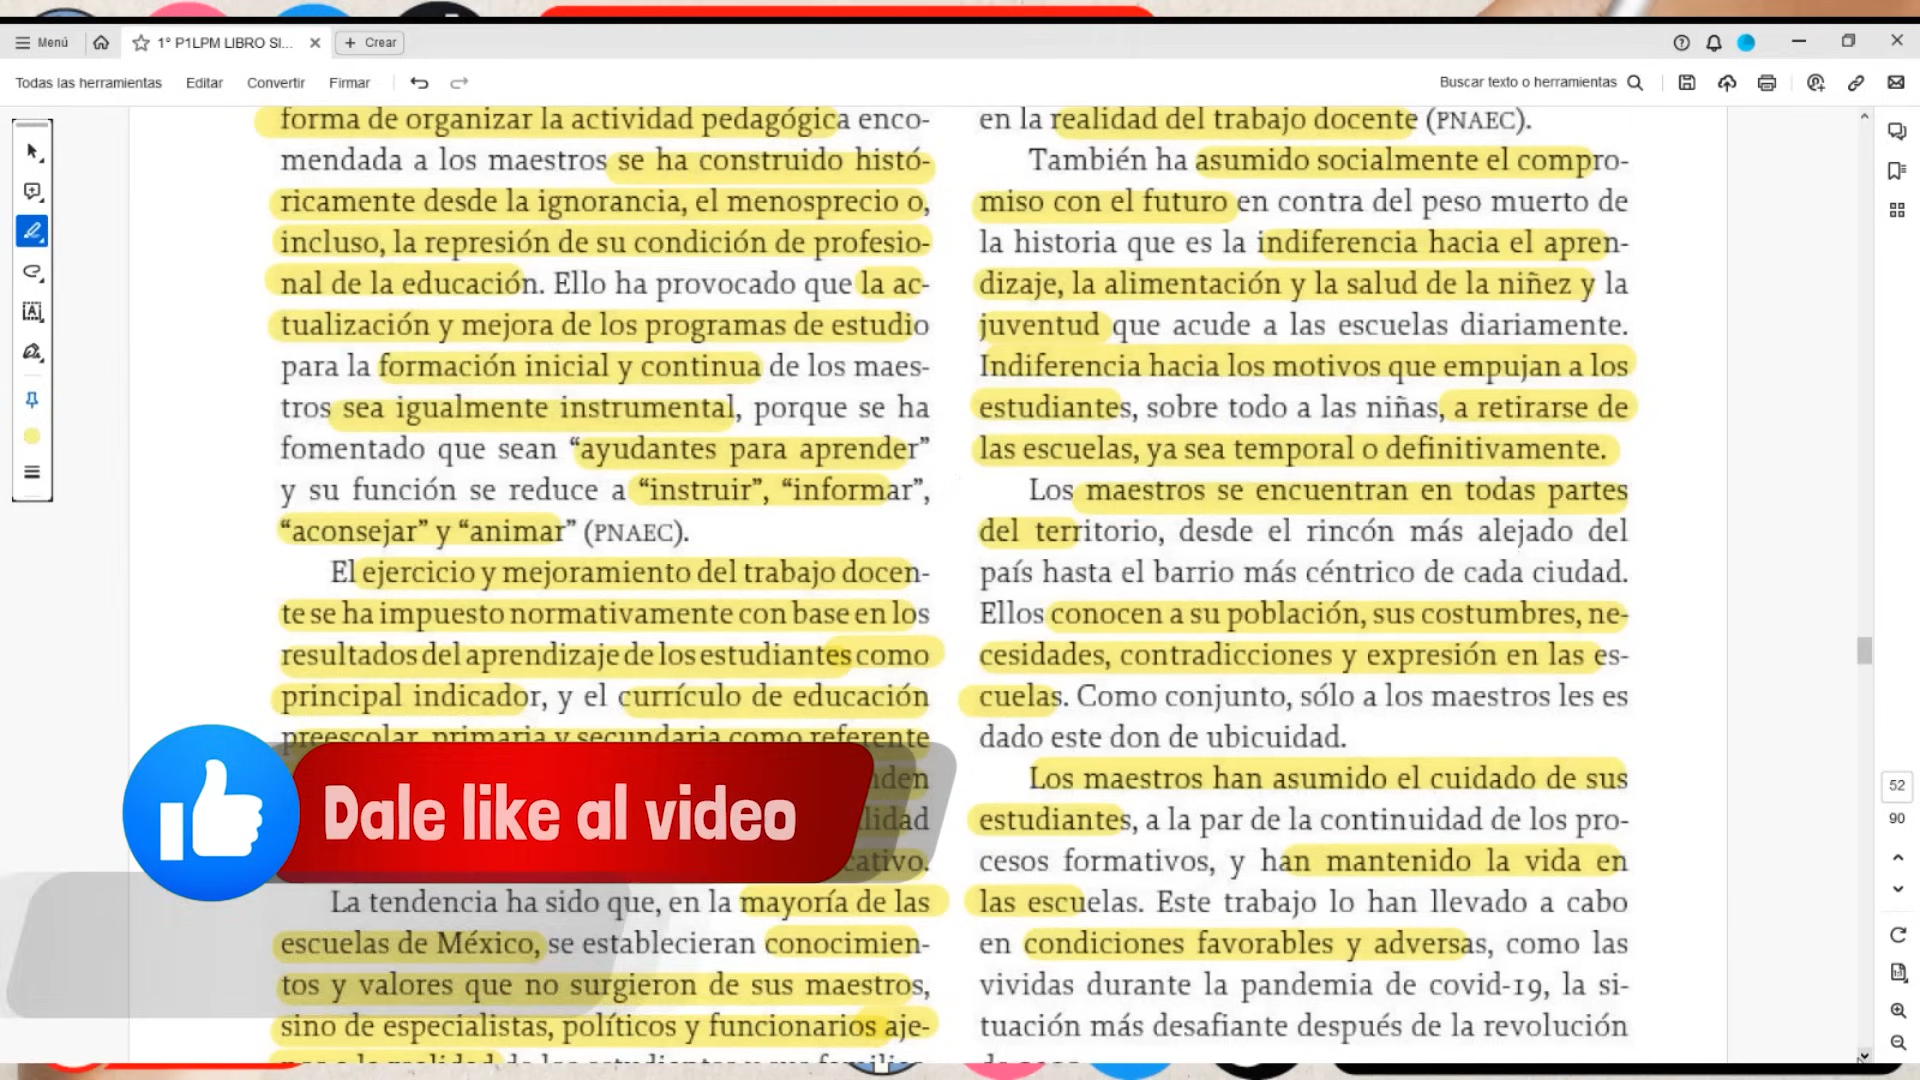 Menú
1° P1LPM LIBRO SI...
Crear
Todas las herramientas
Editar
Convertir
Firmar
Buscar texto o herramientas
forma de organizar la actividad pedagógica enco-
mendada a los maestros se ha construido histó-
ricamente desde la ignorancia, el menosprecio o,
incluso, la represión de su condición de profesio-
nal de la educación. Ello ha provocado que la ac-
tualización y mejora de los programas de estudio
para la formación inicial y continua de los maes-
tros sea igualmente instrumental, porque se ha
fomentado que sean “ayudantes para aprender”
y su función se reduce a “instruir”, “informar”,
“aconsejar” y “animar” (PNAEC).
El ejercicio y mejoramiento del trabajo docen-
te se ha impuesto normativamente con base en los
resultados del aprendizaje de los estudiantes como
principal indicador, y el currículo de educación
preescolar, primaria y secundaria como referente
Dale like al video
La tendencia ha sido que, en la mayoría de las
escuelas de México, se establecieran conocimien-
tos y valores que no surgieron de sus maestros,
sino de especialistas, políticos y funcionarios aje-
en la realidad del trabajo docente (PNAEC).
También ha asumido socialmente el compro-
miso con el futuro en contra del peso muerto de
la historia que es la indiferencia hacia el apren-
dizaje, la alimentación y la salud de la niñez y la
juventud que acude a las escuelas diariamente.
Indiferencia hacia los motivos que empujan a los
estudiantes, sobre todo a las niñas, a retirarse de
las escuelas, ya sea temporal o definitivamente.
Los maestros se encuentran en todas partes
del territorio, desde el rincón más alejado del
país hasta el barrio más céntrico de cada ciudad.
Ellos conocen a su población, sus costumbres, ne-
cesidades, contradicciones y expresión en las es-
cuelas. Como conjunto, sólo a los maestros les es
dado este don de ubicuidad.
Los maestros han asumido el cuidado de sus
estudiantes, a la par de la continuidad de los pro-
cesos formativos, y han mantenido la vida en
las escuelas. Este trabajo lo han llevado a cabo
en condiciones favorables y adversas, como las
vividas durante la pandemia de covid-19, la si-
tuación más desafiante después de la revolución
52
90